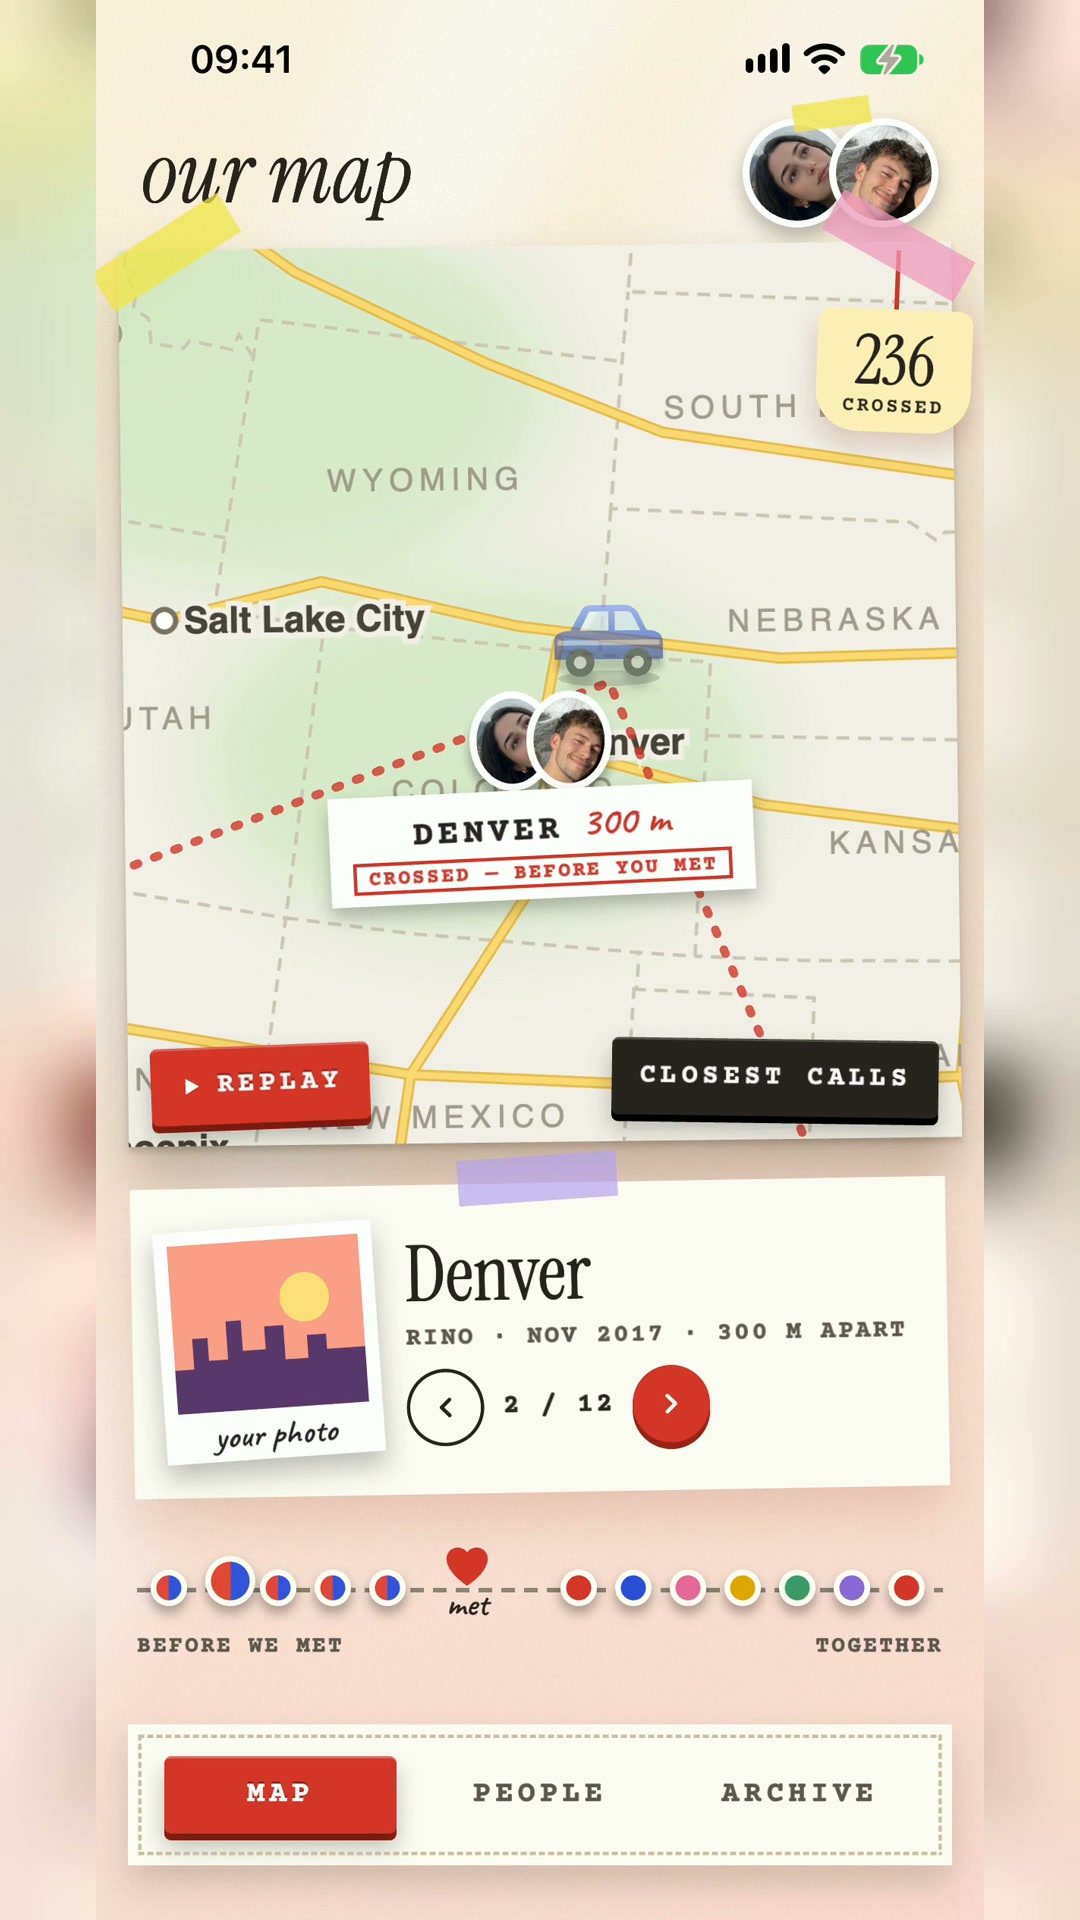 09:41
our map
236
CROSSED
SOUTH
WYOMING
Salt Lake City
NEBRASKA
UTAH
nver
COLO
DENVER 300 m
CROSSED — BEFORE YOU MET
KANSA
REPLAY
CLOSEST CALLS
NEW MEXICO
Denver
RINO · NOV 2017 · 300 M APART
2 / 12
your photo
met
BEFORE WE MET
TOGETHER
MAP
PEOPLE
ARCHIVE